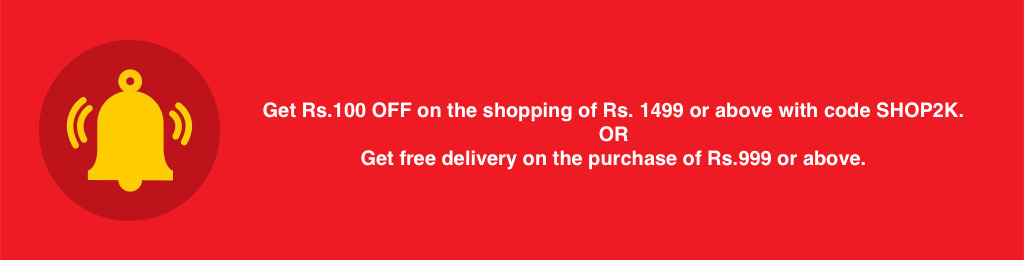 Get Rs.100 OFF on the shopping of Rs. 1499 or above with code SHOP2K.
OR
Get free delivery on the purchase of Rs.999 or above.